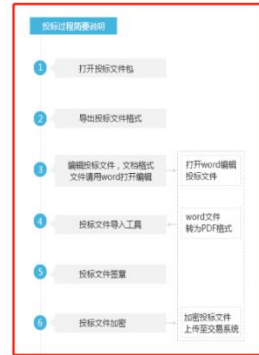 投标过程简要说明
1
打开投标文件包
2
导出投标文件格式
3
编辑投标文件，文档格式
文件请用word打开编辑
打开word编辑
投标文件
4
投标文件导入工具
word文件
转为PDF格式
5
投标文件签章
6
投标文件加密
加密投标文件
上传至交易系统